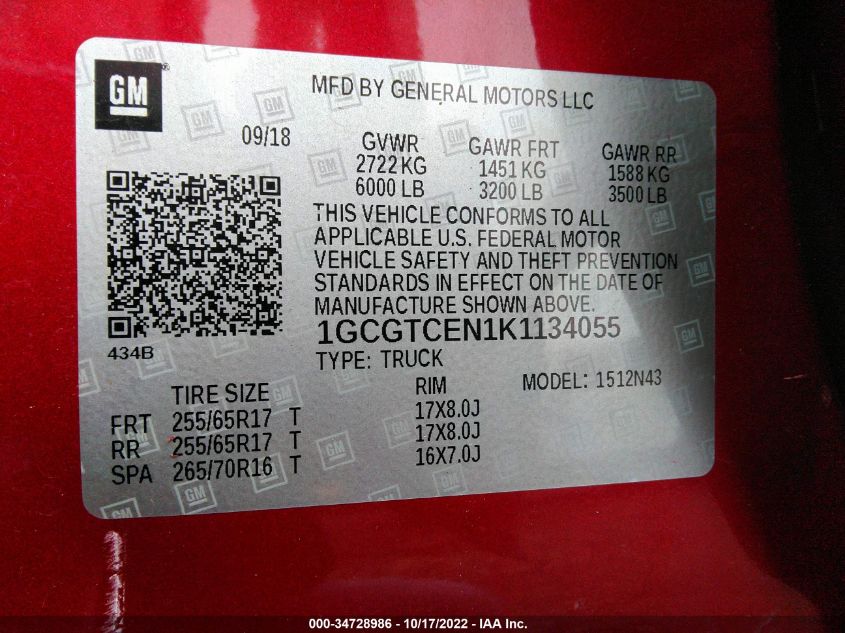 GM
MFD BY GENERAL MOTORS LLC
09/18
GVWR
2722 KG
6000 LB
GAWR FRT
1451 KG
3200 LB
GAWR RR
1588 KG
3500 LB
THIS VEHICLE CONFORMS TO ALL
APPLICABLE U.S. FEDERAL MOTOR
VEHICLE SAFETY AND THEFT PREVENTION
STANDARDS IN EFFECT ON THE DATE OF
MANUFACTURE SHOWN ABOVE.
1GCGTCEN1K1134055
434B
TYPE: TRUCK
MODEL: 1512N43
TIRE SIZE RIM
FRT 255/65R17 T 17X8.0J
RR 255/65R17 T 17X8.0J
SPA 265/70R16 T 16X7.0J
000-34728986 - 10/17/2022 - IAA Inc.